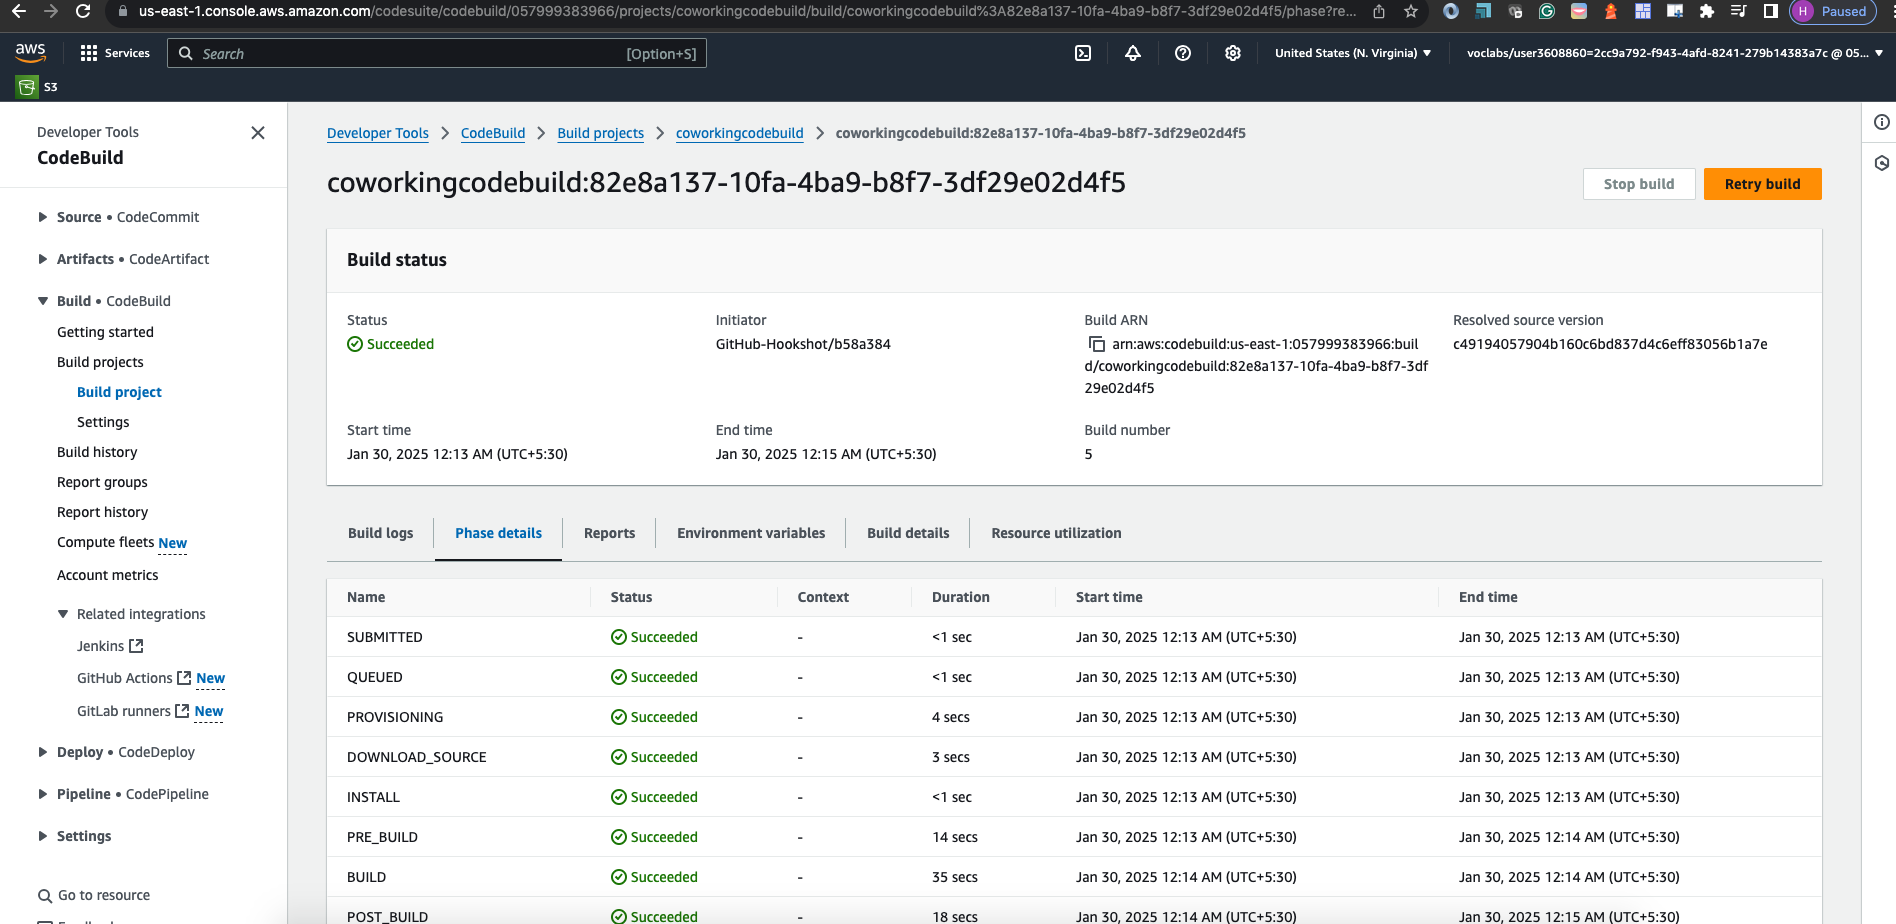 us-east-1.console.aws.amazon.com/codesuite/codebuild/057999383966/projects/coworkingcodebuild/build/coworkingcodebuild%3A82e8a137-10fa-4ba9-b8f7-3df29e02d4f5/phase?re...
H Paused
aws Services Search [Option+S] United States (N. Virginia) voclabs/user3608860=2cc9a792-f943-4afd-8241-279b14383a7c @ 05...
S3
Developer Tools
CodeBuild
Source • CodeCommit
Artifacts • CodeArtifact
Build • CodeBuild
Getting started
Build projects
Build project
Settings
Build history
Report groups
Report history
Compute fleets New
Account metrics
Related integrations
Jenkins
GitHub Actions New
GitLab runners New
Deploy • CodeDeploy
Pipeline • CodePipeline
Settings
Go to resource
Developer Tools > CodeBuild > Build projects > coworkingcodebuild > coworkingcodebuild:82e8a137-10fa-4ba9-b8f7-3df29e02d4f5
coworkingcodebuild:82e8a137-10fa-4ba9-b8f7-3df29e02d4f5
Stop build Retry build
Build status
Status
Succeeded
Initiator
GitHub-Hookshot/b58a384
Build ARN
arn:aws:codebuild:us-east-1:057999383966:buil
d/coworkingcodebuild:82e8a137-10fa-4ba9-b8f7-3df
29e02d4f5
Resolved source version
c49194057904b160c6bd837d4c6eff83056b1a7e
Start time
Jan 30, 2025 12:13 AM (UTC+5:30)
End time
Jan 30, 2025 12:15 AM (UTC+5:30)
Build number
5
Build logs Phase details Reports Environment variables Build details Resource utilization
Name Status Context Duration Start time End time
SUBMITTED Succeeded - <1 sec Jan 30, 2025 12:13 AM (UTC+5:30) Jan 30, 2025 12:13 AM (UTC+5:30)
QUEUED Succeeded - <1 sec Jan 30, 2025 12:13 AM (UTC+5:30) Jan 30, 2025 12:13 AM (UTC+5:30)
PROVISIONING Succeeded - 4 secs Jan 30, 2025 12:13 AM (UTC+5:30) Jan 30, 2025 12:13 AM (UTC+5:30)
DOWNLOAD_SOURCE Succeeded - 3 secs Jan 30, 2025 12:13 AM (UTC+5:30) Jan 30, 2025 12:13 AM (UTC+5:30)
INSTALL Succeeded - <1 sec Jan 30, 2025 12:13 AM (UTC+5:30) Jan 30, 2025 12:13 AM (UTC+5:30)
PRE_BUILD Succeeded - 14 secs Jan 30, 2025 12:13 AM (UTC+5:30) Jan 30, 2025 12:14 AM (UTC+5:30)
BUILD Succeeded - 35 secs Jan 30, 2025 12:14 AM (UTC+5:30) Jan 30, 2025 12:14 AM (UTC+5:30)
POST_BUILD Succeeded - 18 secs Jan 30, 2025 12:14 AM (UTC+5:30) Jan 30, 2025 12:15 AM (UTC+5:30)